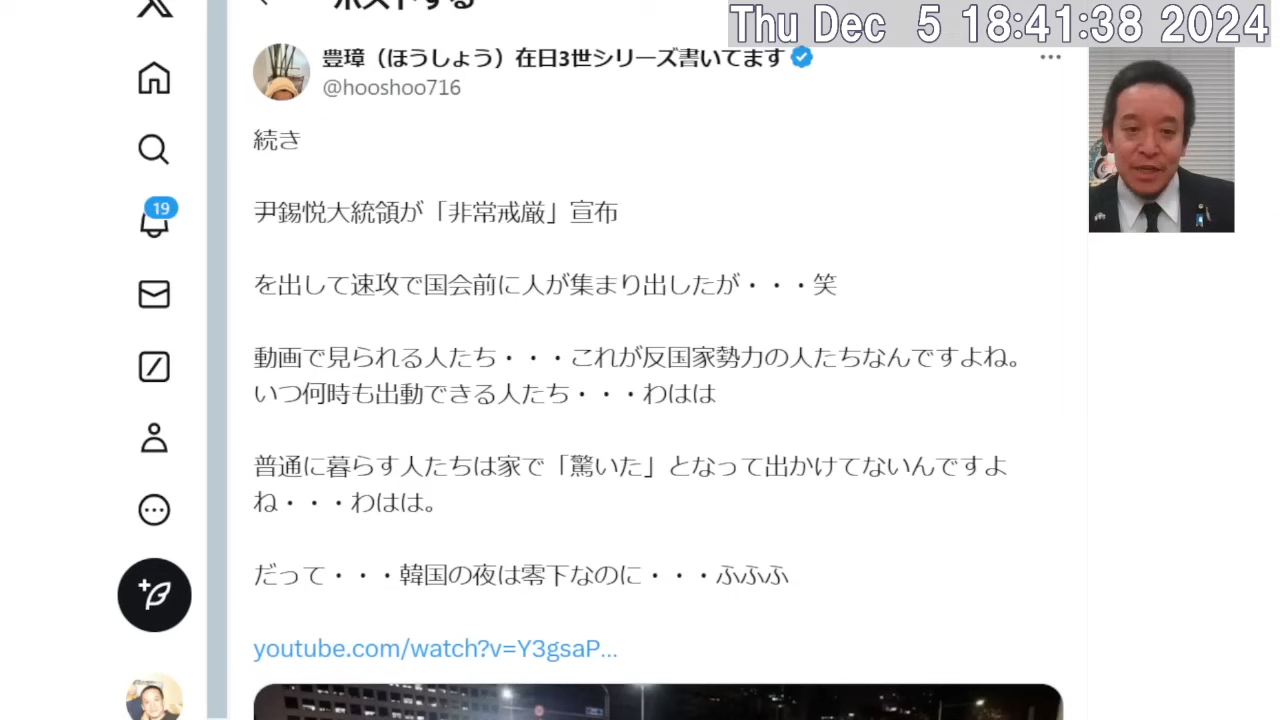 ポストする
Thu Dec 5 18:41:38 2024
豊璋（ほうしょう）在日3世シリーズ書いてます
@hooshoo716
19
続き
尹錫悦大統領が「非常戒厳」宣布
を出して速攻で国会前に人が集まり出したが・・・笑
動画で見られる人たち・・・これが反国家勢力の人たちなんですよね。
いつ何時も出動できる人たち・・・わはは
普通に暮らす人たちは家で「驚いた」となって出かけてないんですよ
ね・・・わはは。
だって・・・韓国の夜は零下なのに・・・ふふふ
youtube.com/watch?v=Y3gsaP...